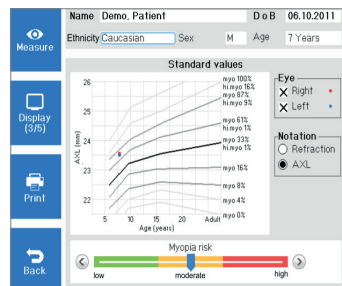 Name Demo, Patient DoB 06.10.2011
Ethnicity Caucasian Sex M Age 7 Years
Measure
Display
(3/5)
Print
Back
Standard values
26
25
24
23
22
AXL (mm)
5 10 15 20 Adult
Age (years)
myo 100%
hi.myo 16%
myo 87%
hi.myo 9%
myo 61%
hi.myo 1%
myo 33%
hi.myo 1%
myo 16%
myo 8%
myo 4%
myo 0%
Eye
Right
Left
Notation
Refraction
AXL
Myopia risk
low moderate high